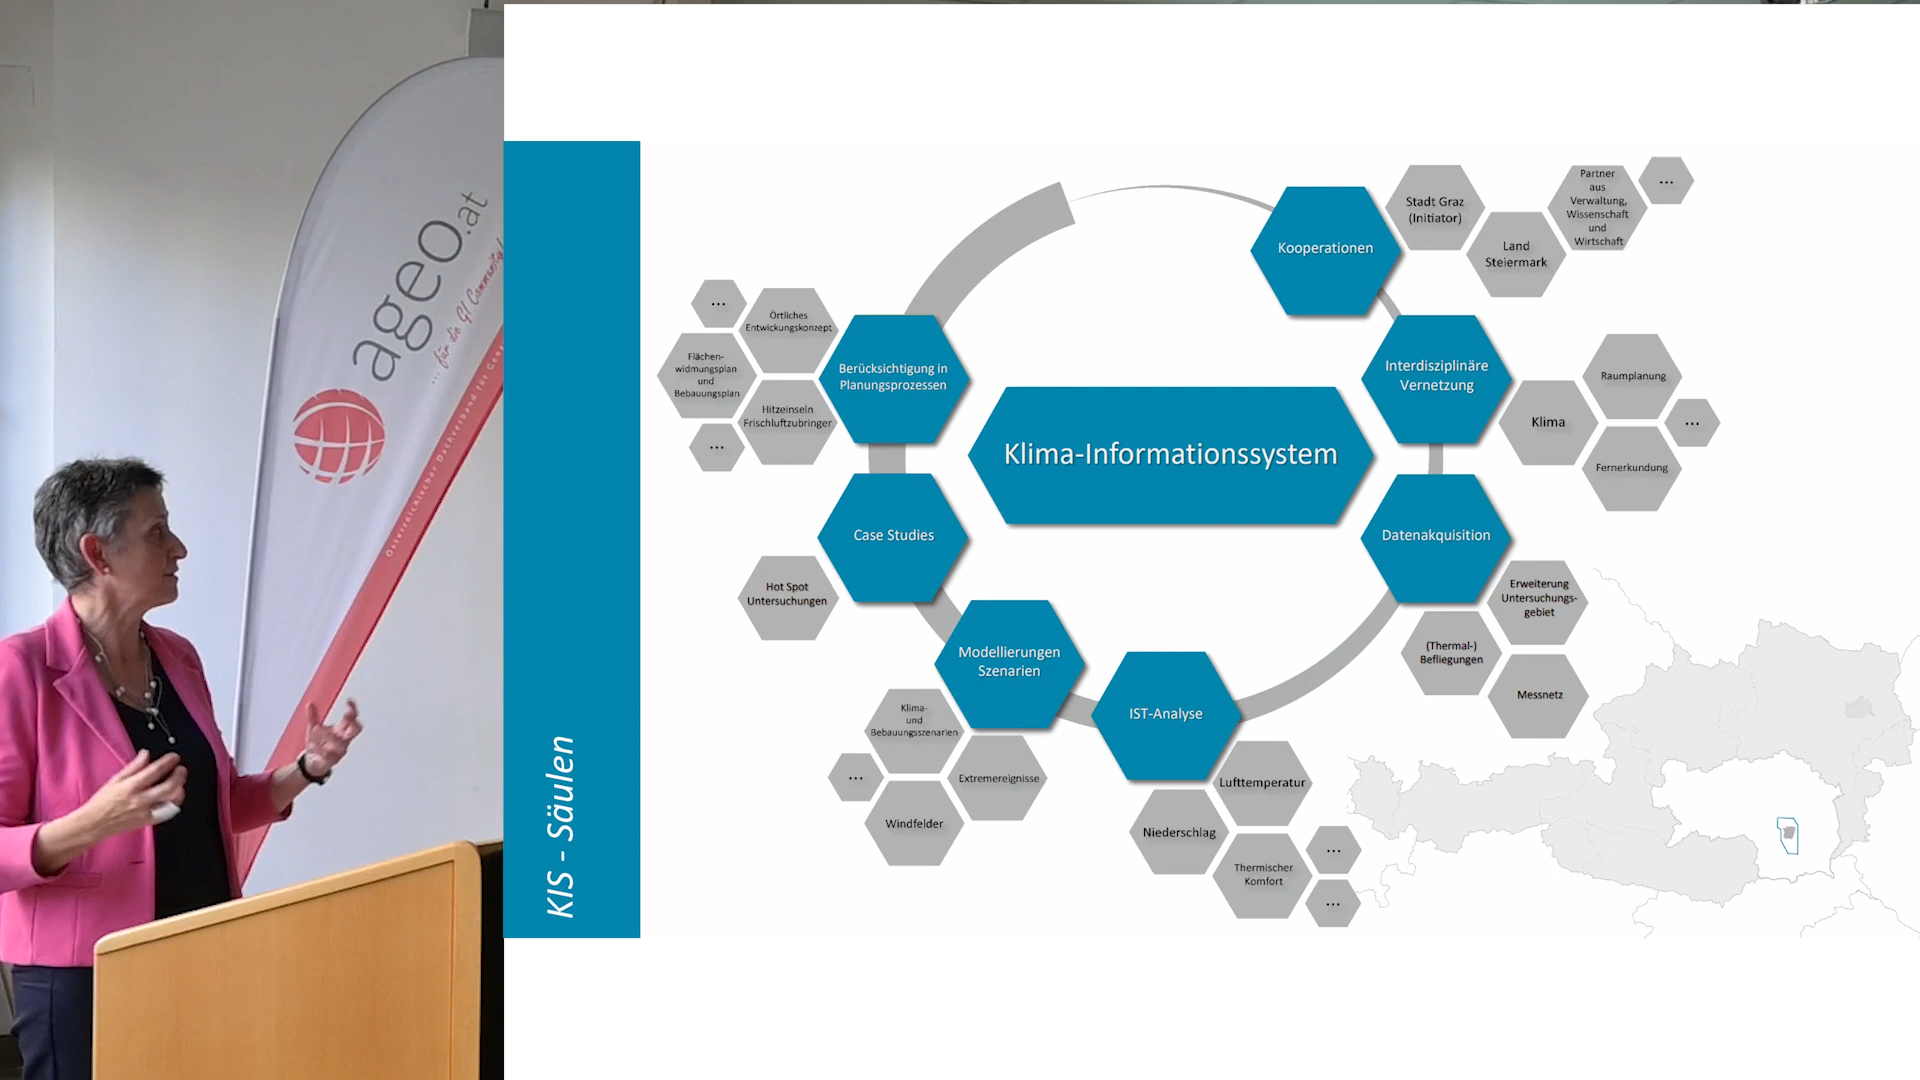 ageo.at
... für die GI Community!
Österreichischer Dachverband für Geo
KIS - Säulen
Klima-Informationssystem
Kooperationen
Stadt Graz
(Initiator)
Land
Steiermark
Partner
aus
Verwaltung,
Wissenschaft
und
Wirtschaft
...
Interdisziplinäre
Vernetzung
Klima
Raumplanung
Fernerkundung
...
Datenakquisition
Erweiterung
Untersuchungs-
gebiet
(Thermal-)
Befliegungen
Messnetz
IST-Analyse
Lufttemperatur
Niederschlag
Thermischer
Komfort
...
...
Modellierungen
Szenarien
Klima-
und
Bebauungsszenarien
Extremereignisse
Windfelder
...
Case Studies
Hot Spot
Untersuchungen
Berücksichtigung in
Planungsprozessen
...
Örtliches
Entwickungskonzept
Flächen-
widmungsplan
und
Bebauungsplan
Hitzeinseln
Frischluftzubringer
...